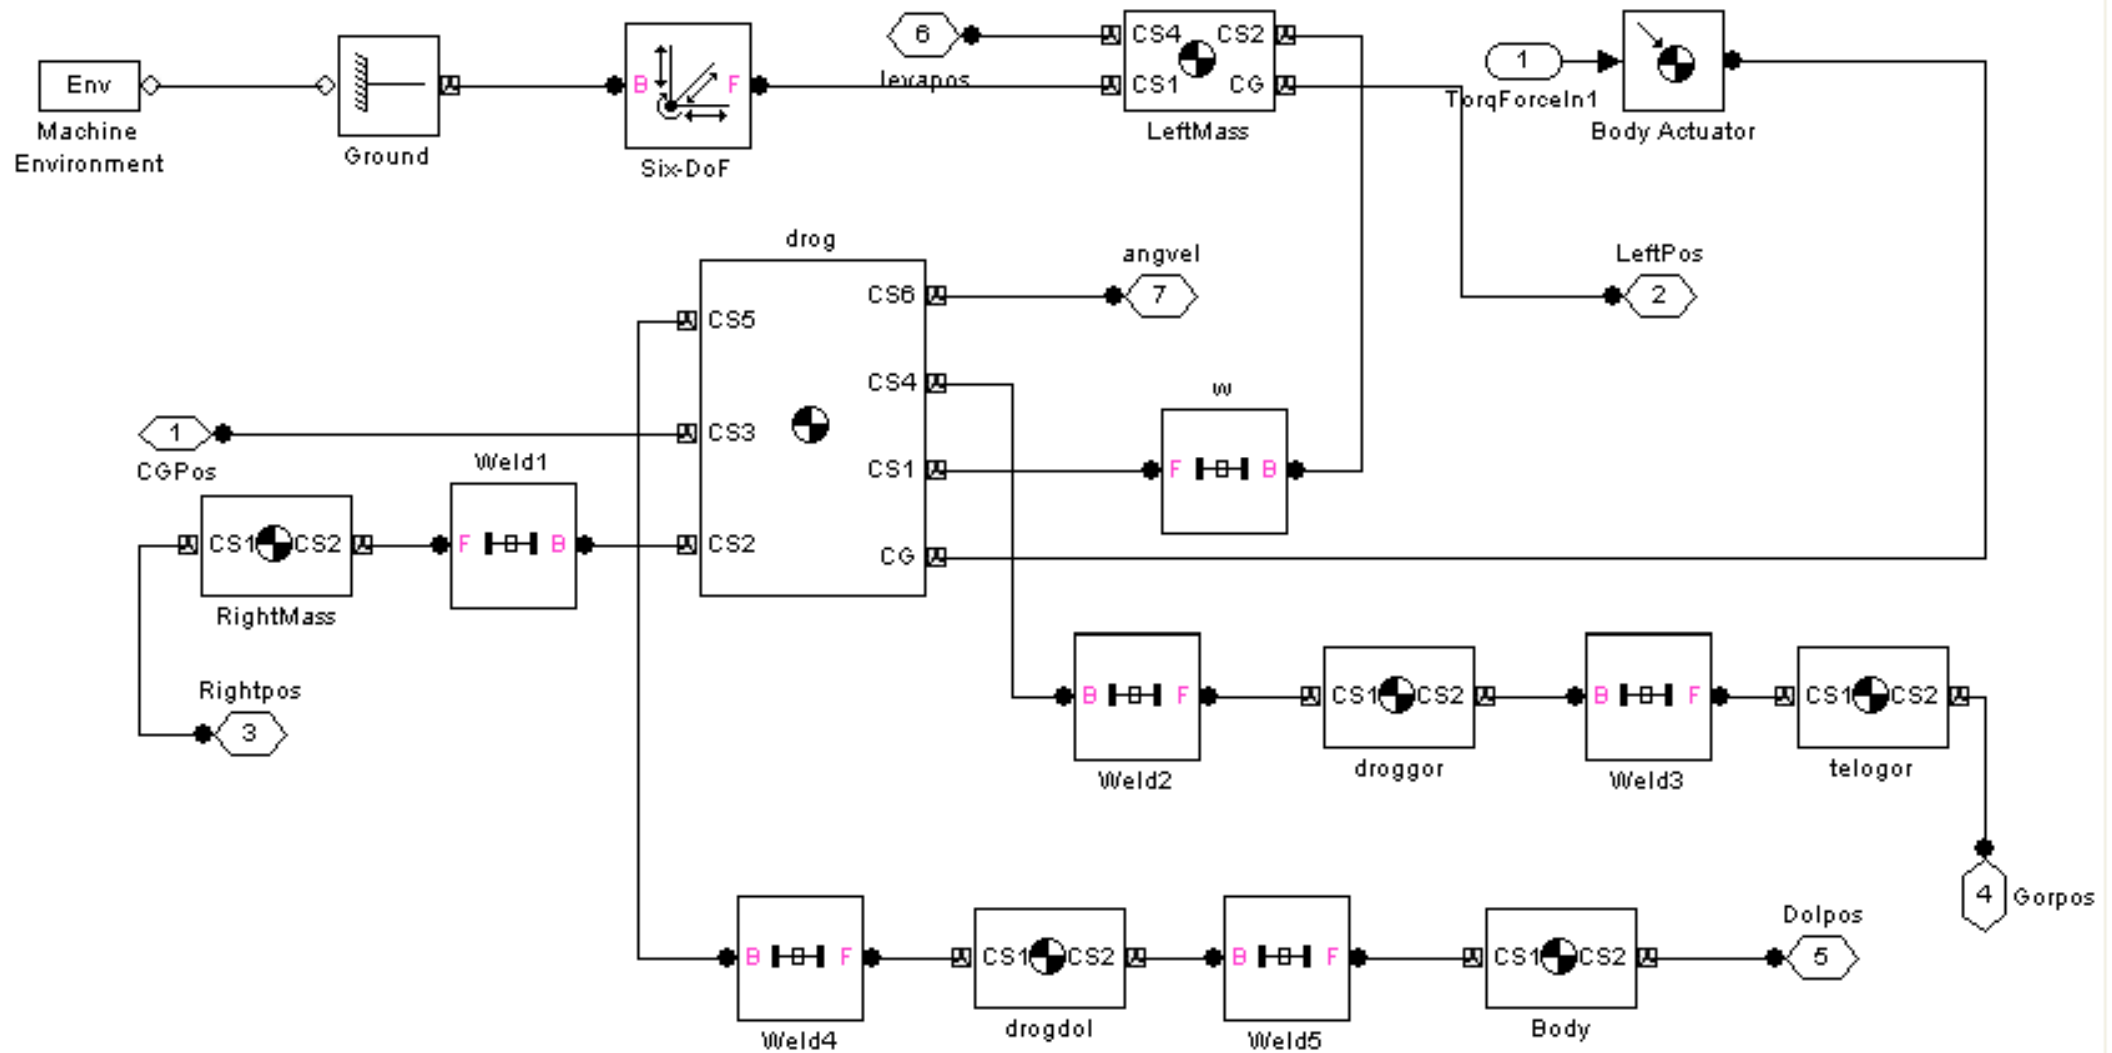 Env
Machine
Environment
Ground
B F
Six-DoF
6
levapos
CS4 CS2
CS1 CG
LeftMass
1
TorqForceIn1
Body Actuator
drog
CS6
CS5
CS4
CS3
CS1
CS2
CG
angvel
7
LeftPos
2
w
F B
1
CGPos
Weld1
F B
CS1 CS2
RightMass
Rightpos
3
B F
Weld2
CS1 CS2
droggor
B F
Weld3
CS1 CS2
telogor
4 Gorpos
B F
Weld4
CS1 CS2
drogdol
B F
Weld5
CS1 CS2
Body
Dolpos
5